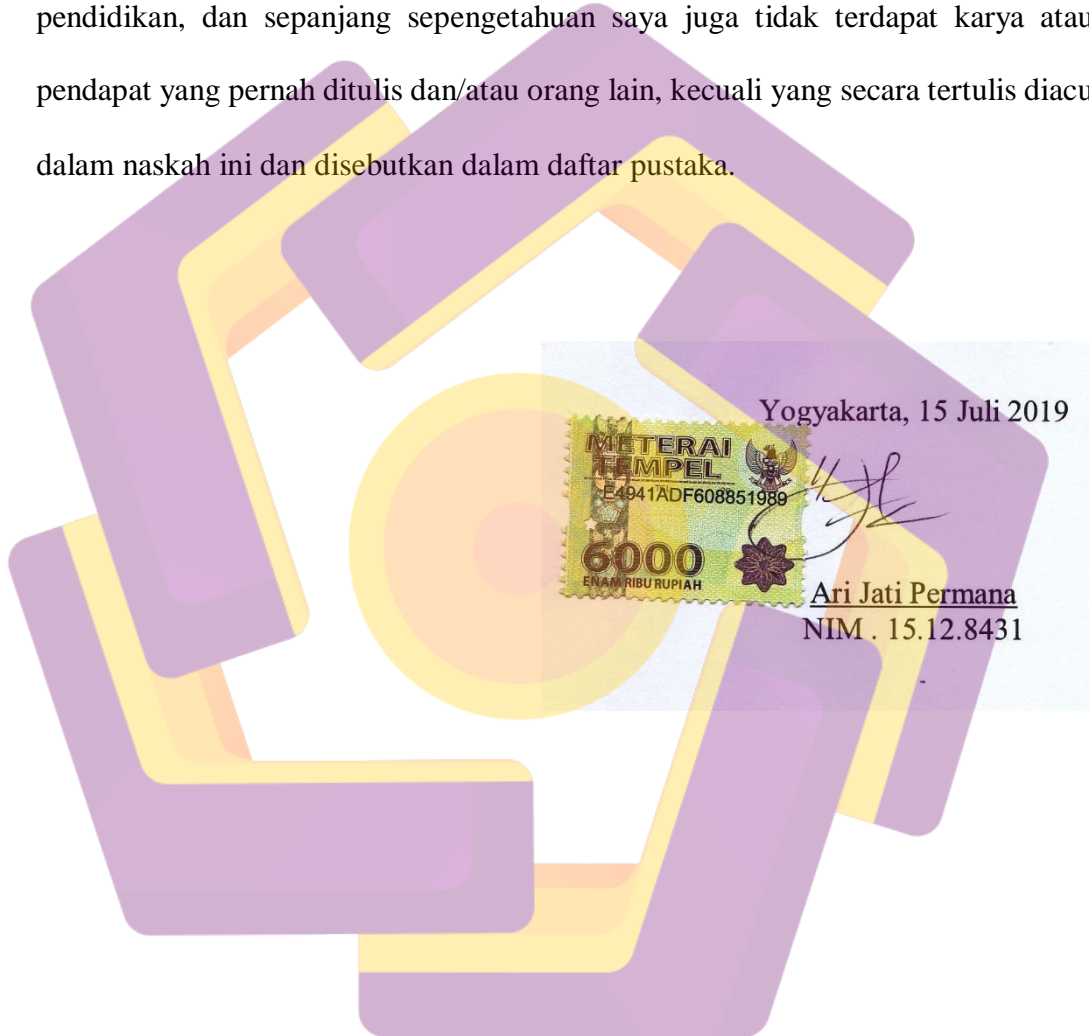 pendidikan, dan sepanjang sepengetahuan saya juga tidak terdapat karya atau
pendapat yang pernah ditulis dan/atau orang lain, kecuali yang secara tertulis diacu
dalam naskah ini dan disebutkan dalam daftar pustaka.
Yogyakarta, 15 Juli 2019
METERAI
TEMPEL
E4941ADF608851989
6000
ENAM RIBU RUPIAH
Ari Jati Permana
NIM . 15.12.8431